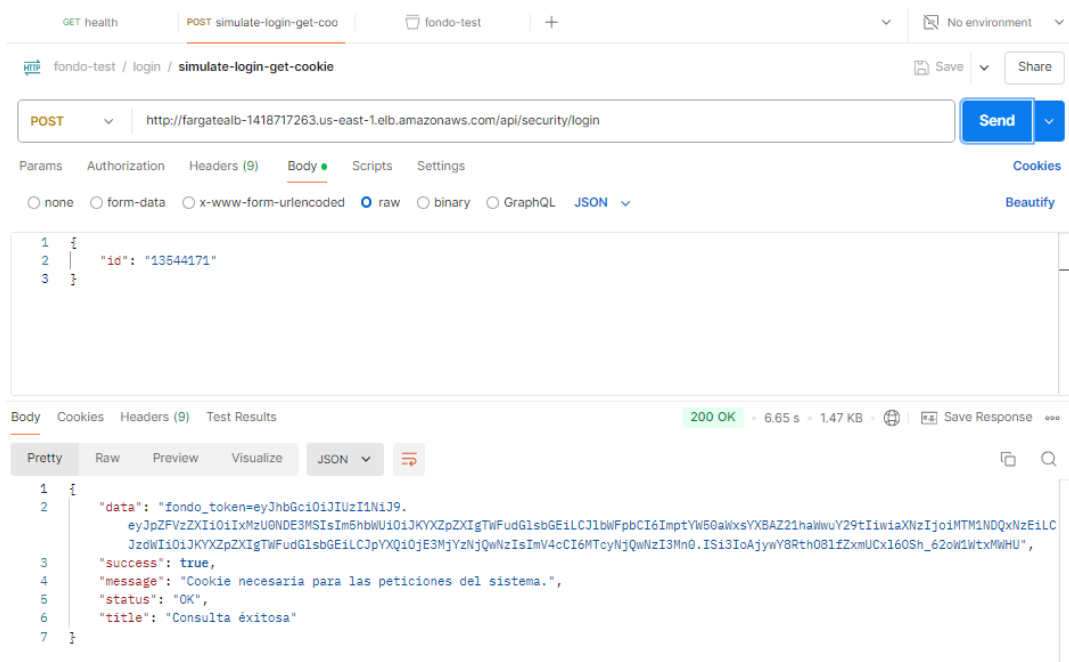 GET health
POST simulate-login-get-coo
fondo-test
No environment
HTTP fondo-test / login / simulate-login-get-cookie
Save
Share
POST
http://fargatealb-1418717263.us-east-1.elb.amazonaws.com/api/security/login
Send
Params Authorization Headers (9) Body Scripts Settings
Cookies
none form-data x-www-form-urlencoded raw binary GraphQL JSON
Beautify
1 {
2 "id": "13544171"
3 }
Body Cookies Headers (9) Test Results
200 OK 6.65 s 1.47 KB e.g. Save Response
Pretty Raw Preview Visualize JSON
1 {
2 "data": "fondo_token=eyJhbGciOiJIUzI1NiJ9.
eyJpZFVzZXIiOiIxMzU0NDE3MSIsIm5hbWUiOiJKYXZpZXIgTWFudGlsbGEiLCJlbWFpbCI6ImptYW50aWxsYXBAZ21haWwuY29tIiwiaXNzIjoiMTM1NDQxNzEiLC
JzdWIiOiJKYXZpZXIgTWFudGlsbGEiLCJpYXQiOjE3MjYzNjQwNzIsImV4cCI6MTcyNjQwNzI3Mn0.ISi3IoAjywY8RthO8lfZxmUCxl6OSh_62oW1WtxMWHU",
3 "success": true,
4 "message": "Cookie necesaria para las peticiones del sistema.",
5 "status": "OK",
6 "title": "Consulta éxitosa"
7 }